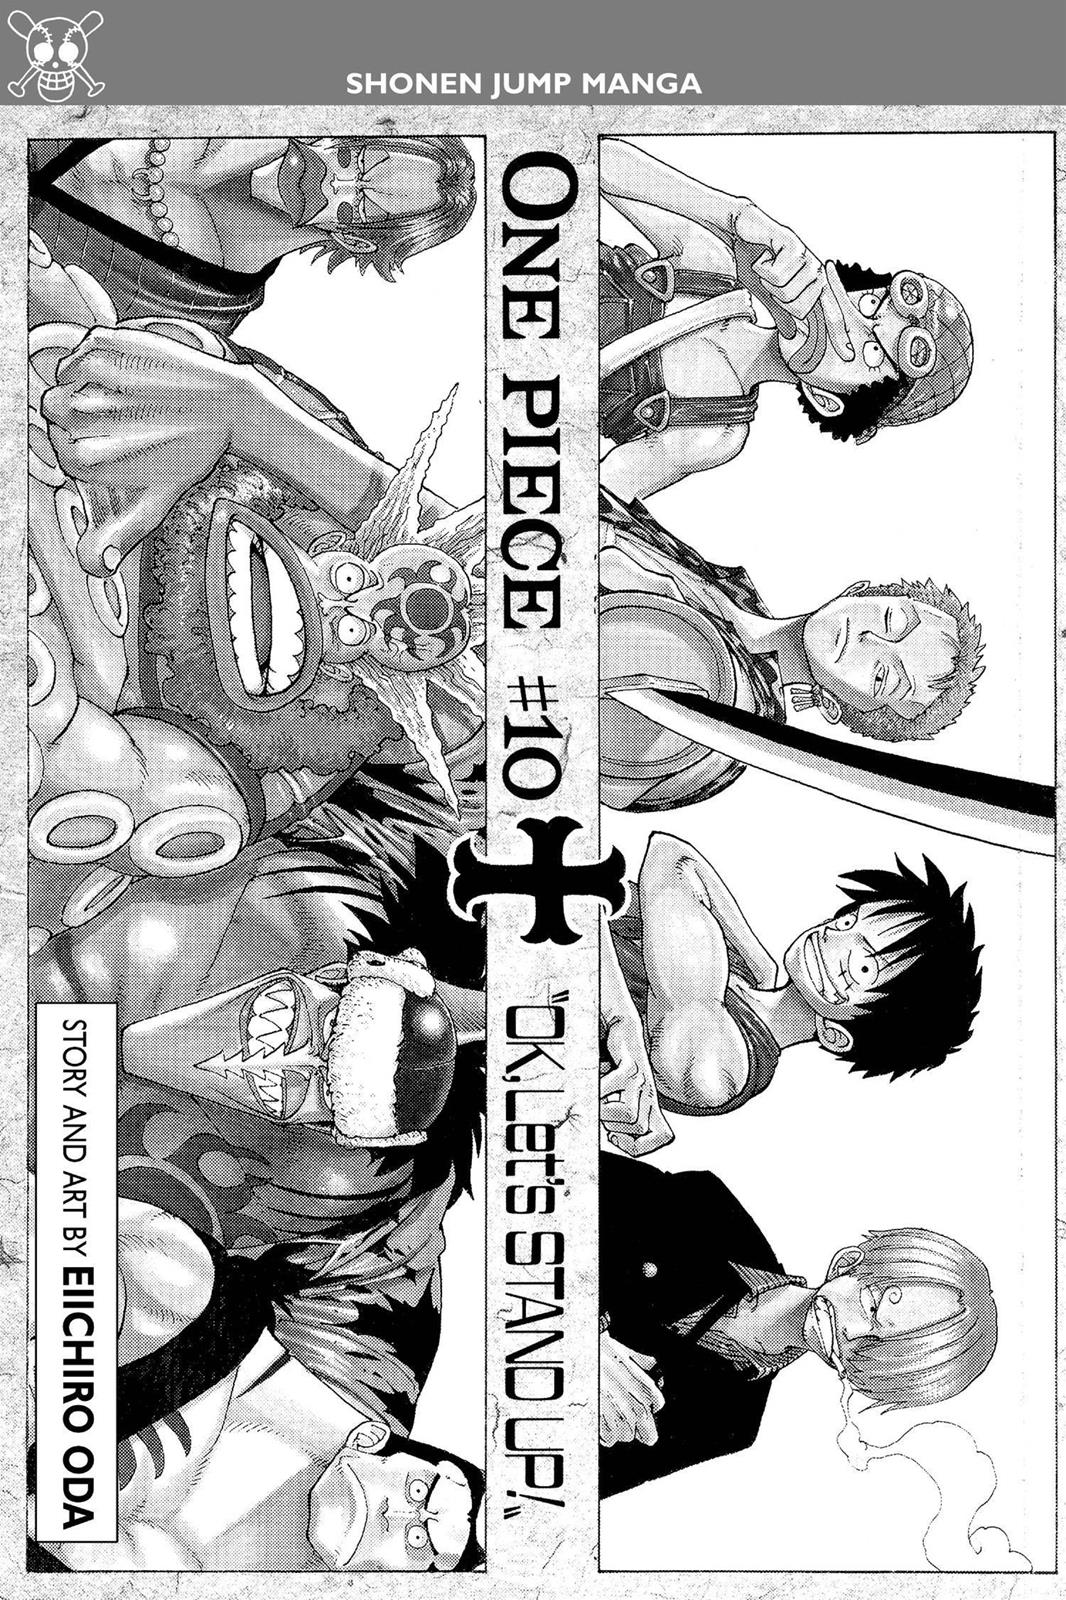 SHONEN JUMP MANGA
ONE PIECE #10
"OK, Let's STAND UP!"
STORY AND ART BY EIICHIRO ODA